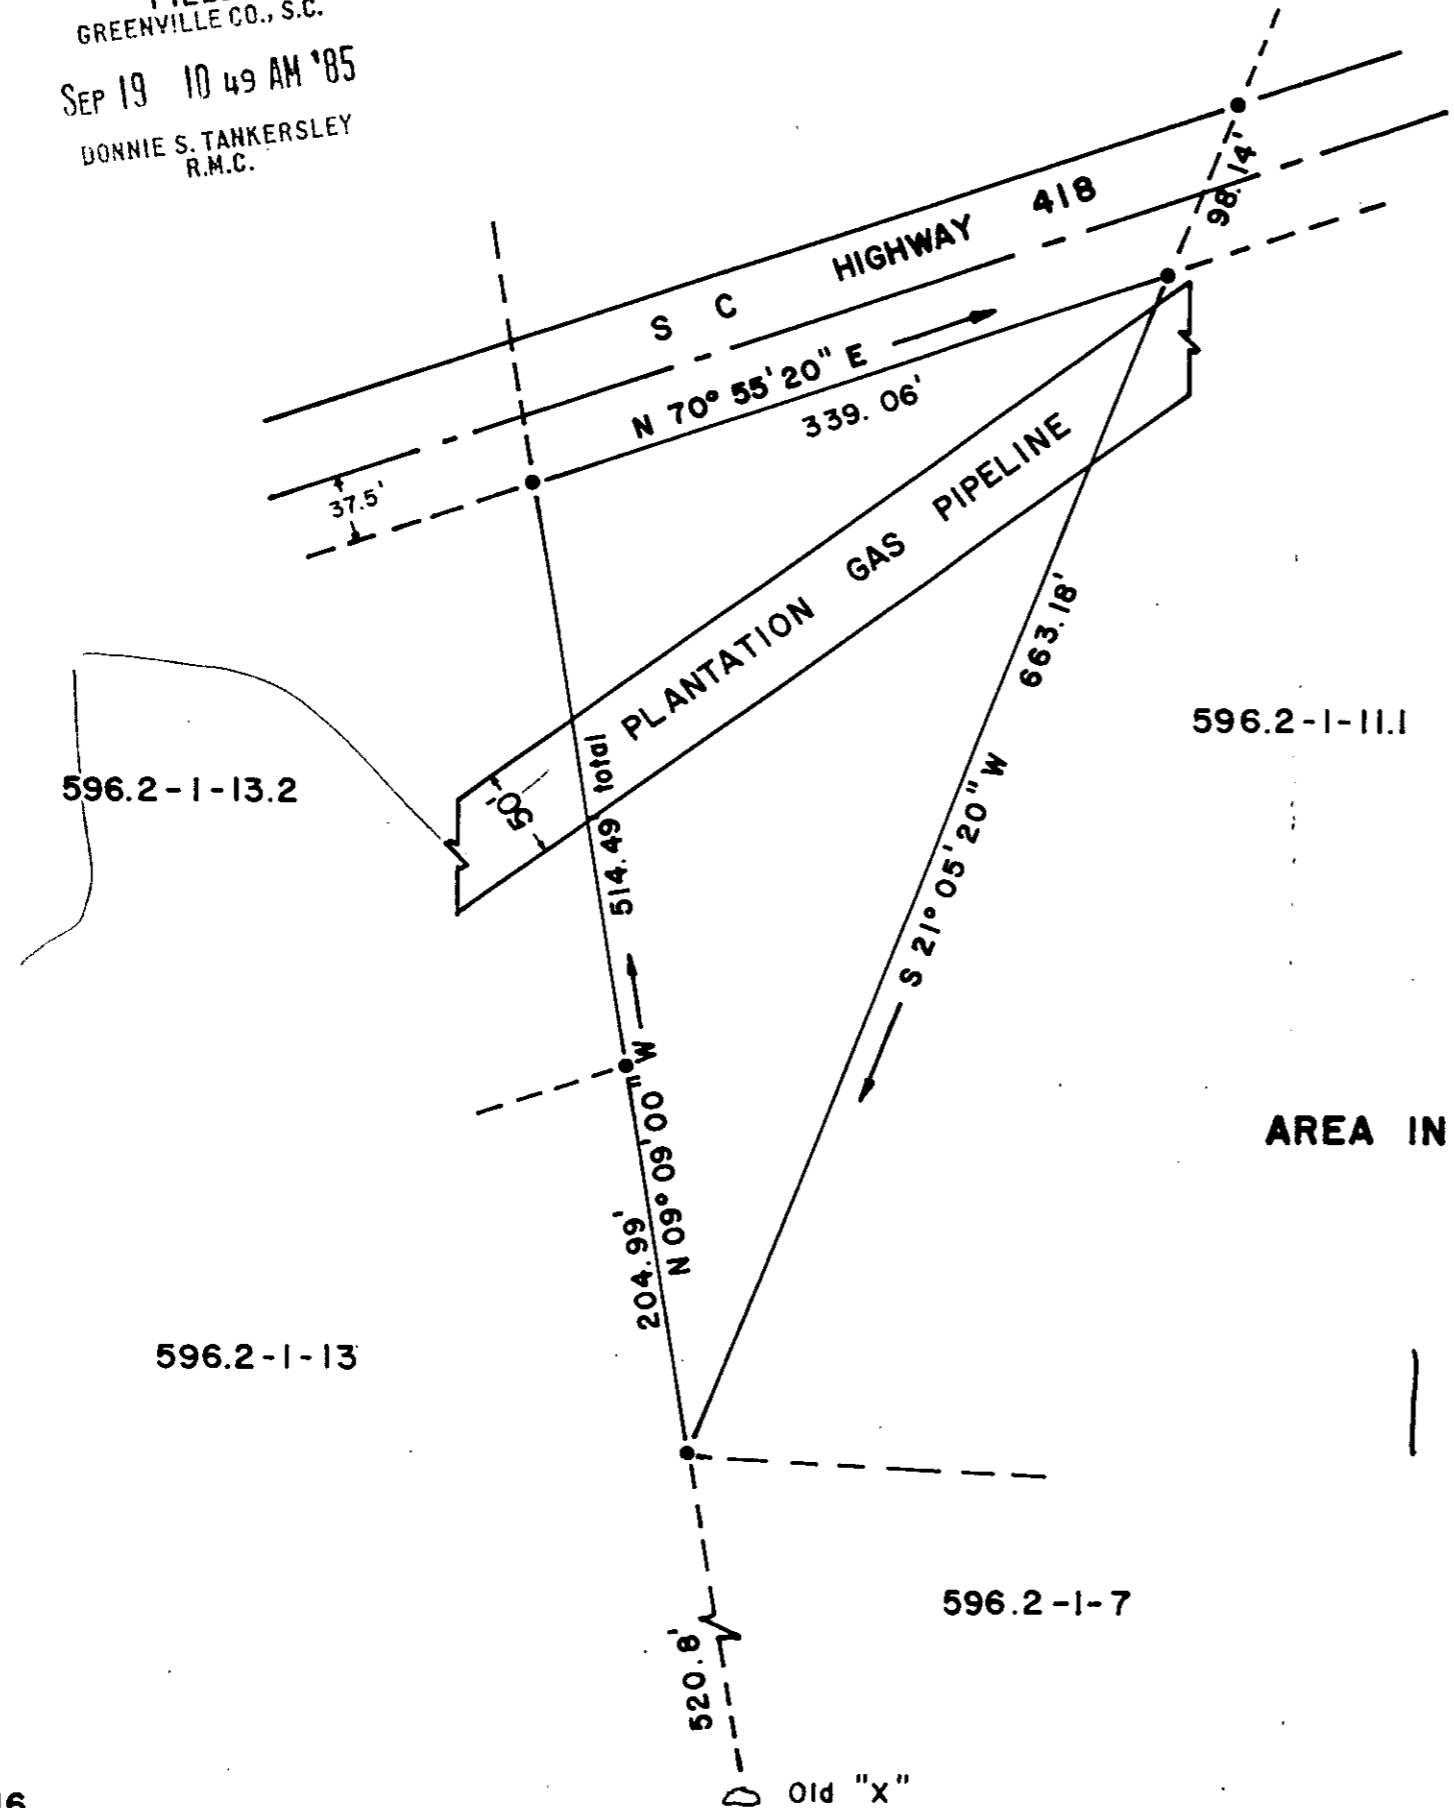 GREENVILLE CO., S.C.
SEP 19 10 49 AM '85
DONNIE S. TANKERSLEY
R.M.C.
98.14'
S C HIGHWAY 418
N 70° 55' 20" E
339.06'
37.5'
PLANTATION GAS PIPELINE
663.18'
596.2-1-11.1
596.2-1-13.2
50'
514.49 total
S 21° 05' 20" W
AREA IN
N 09° 09' 00" W
204.99'
596.2-1-13
596.2-1-7
520.8'
Old "X"